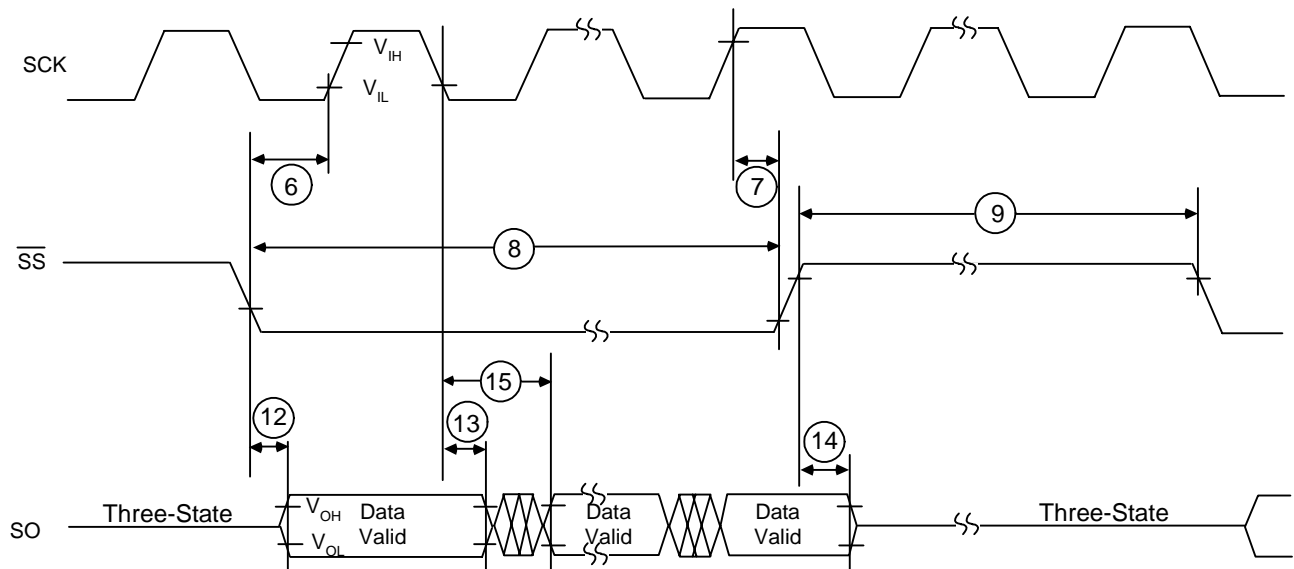 SCK
V_IH
V_IL
6
7
9
8
S̅S̅
15
12
13
14
Three-State
V_OH
Data
Valid
Data
Valid
Data
Valid
Three-State
SO
V_OL